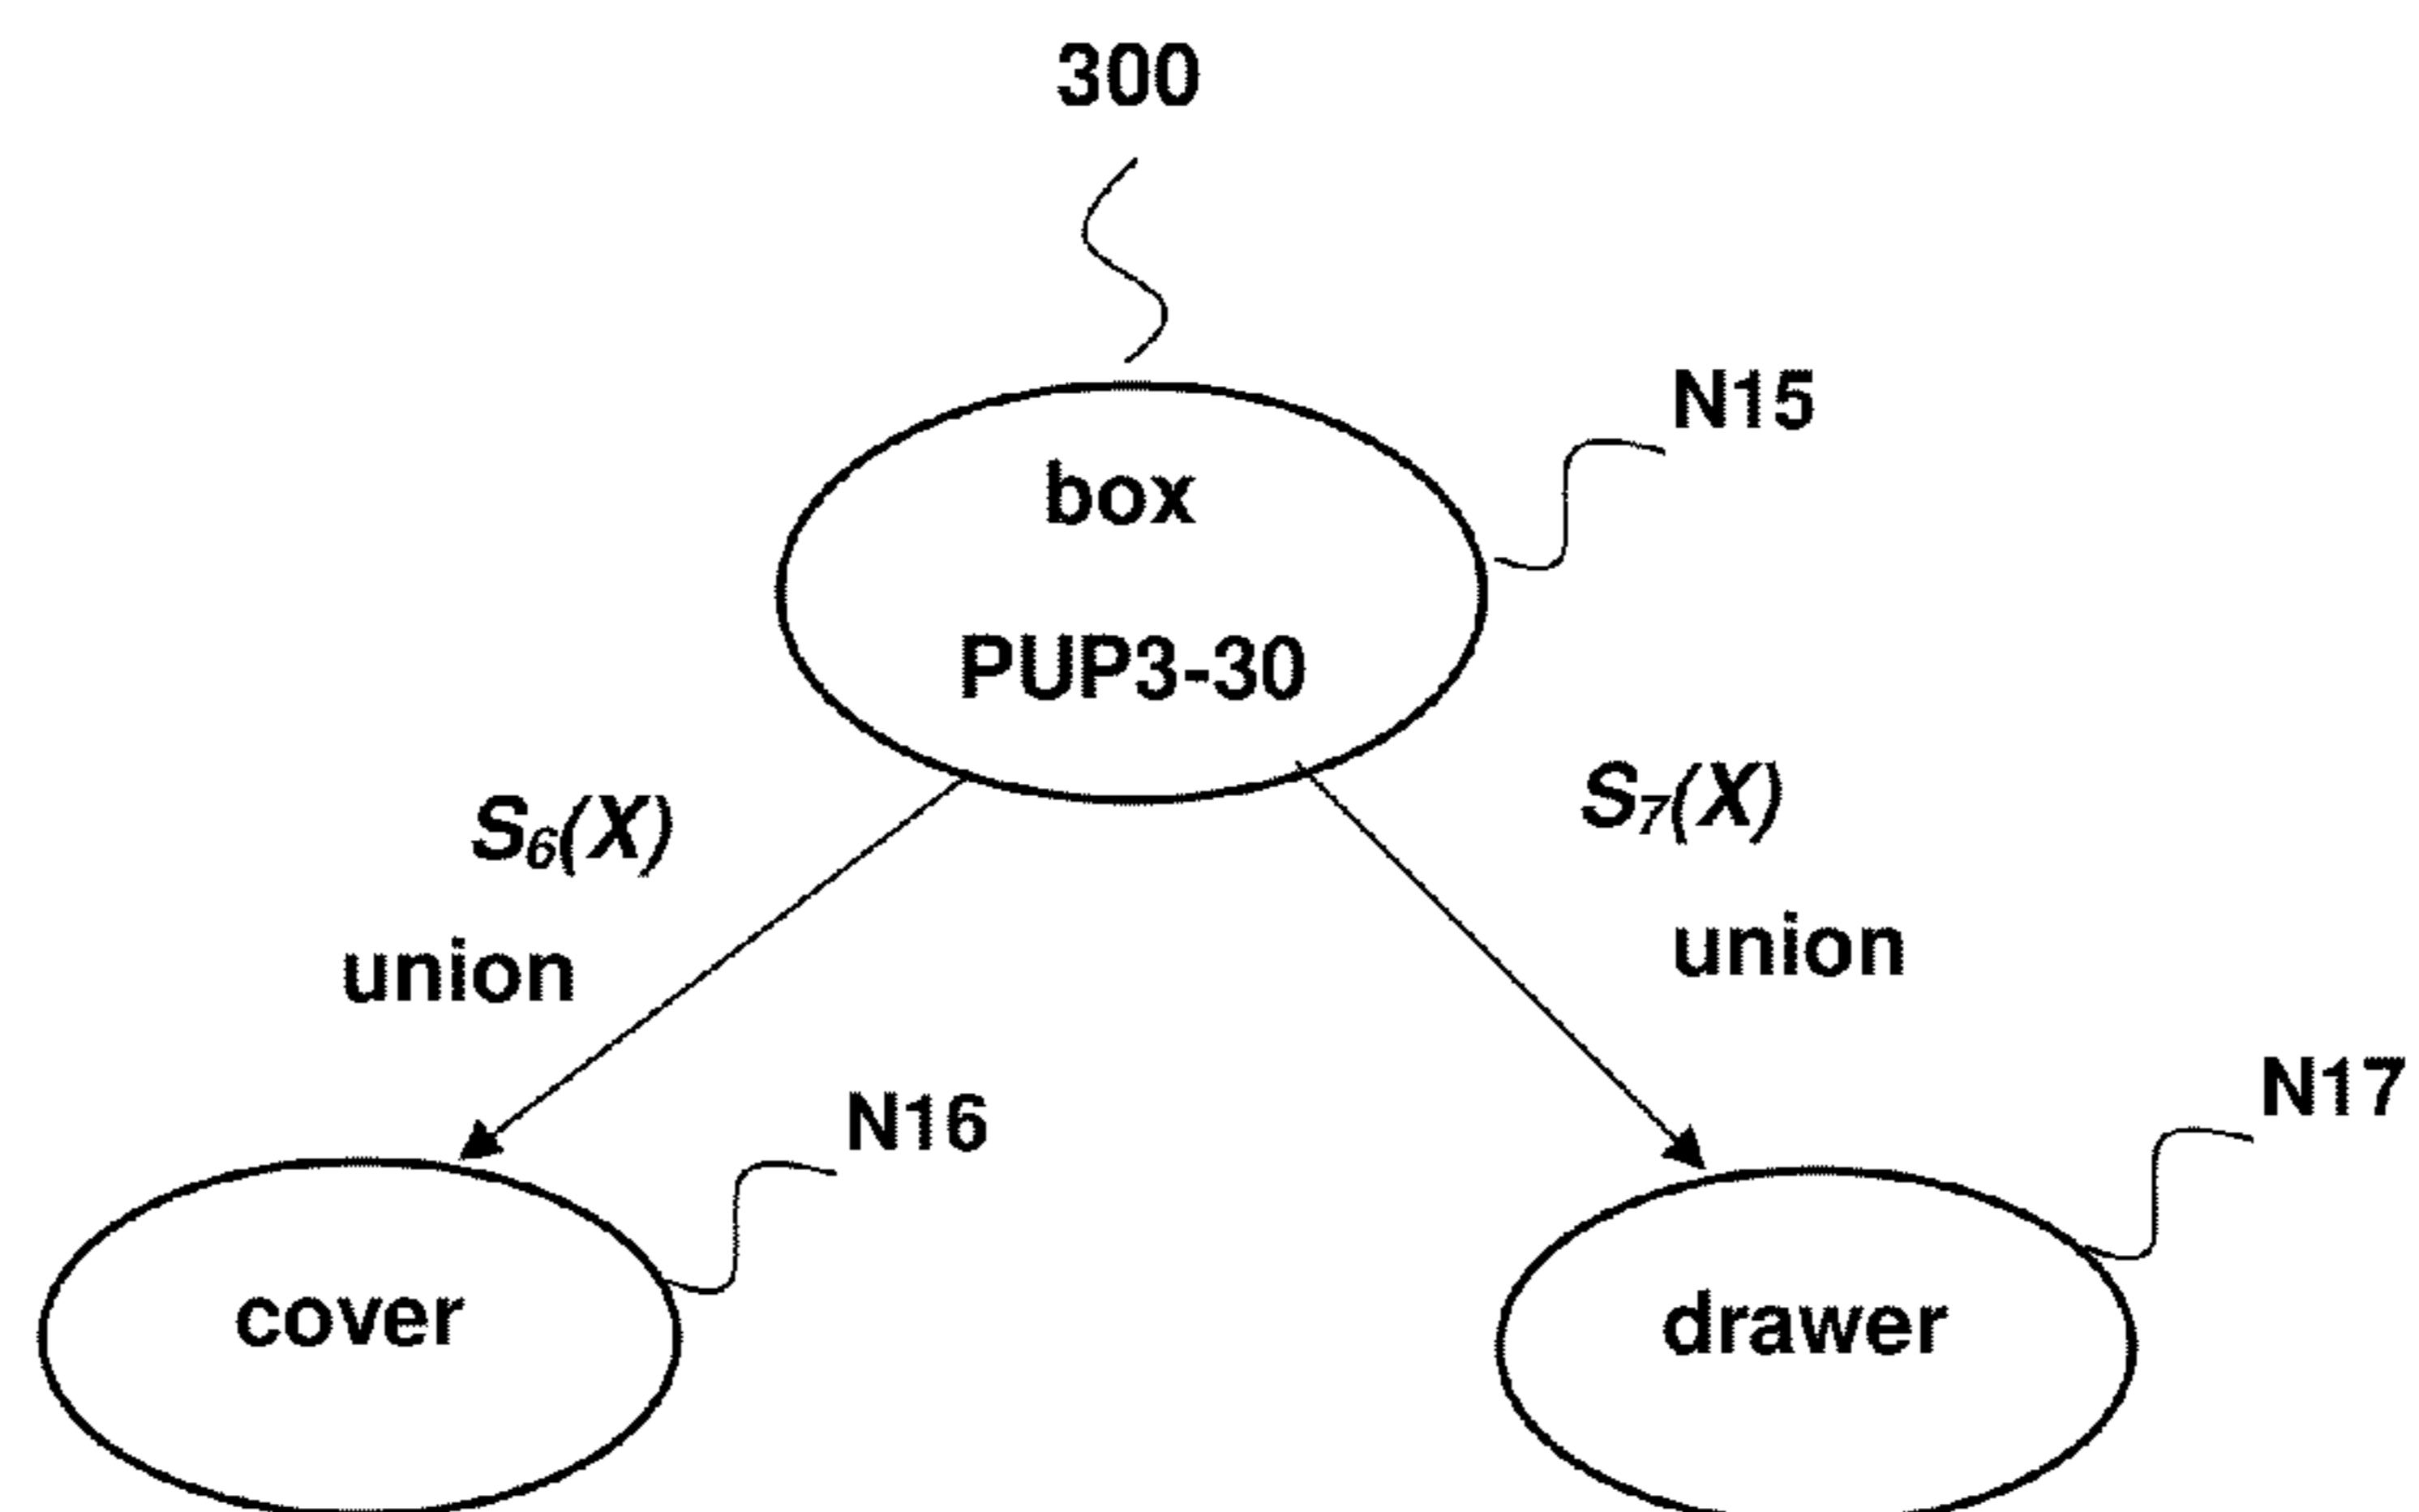 300
N15
box
PUP3-30
S7(X)
S6(X)
union
union
N17
N16
cover
drawer